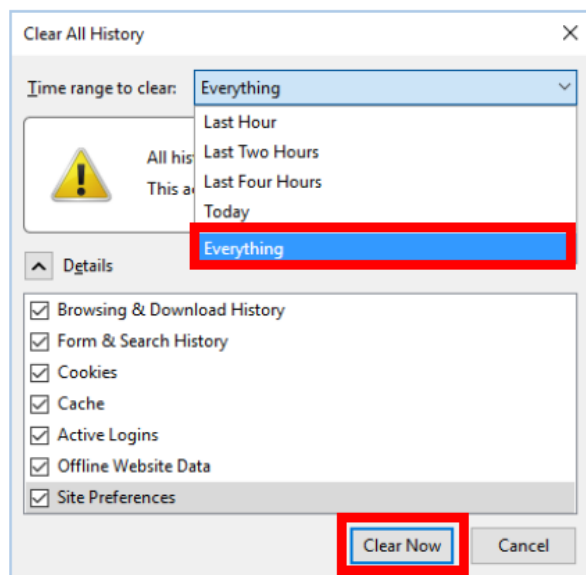 Clear All History
Time range to clear: Everything
Last Hour
Last Two Hours
Last Four Hours
Today
Everything
All his
This a
Details
Browsing & Download History
Form & Search History
Cookies
Cache
Active Logins
Offline Website Data
Site Preferences
Clear Now Cancel